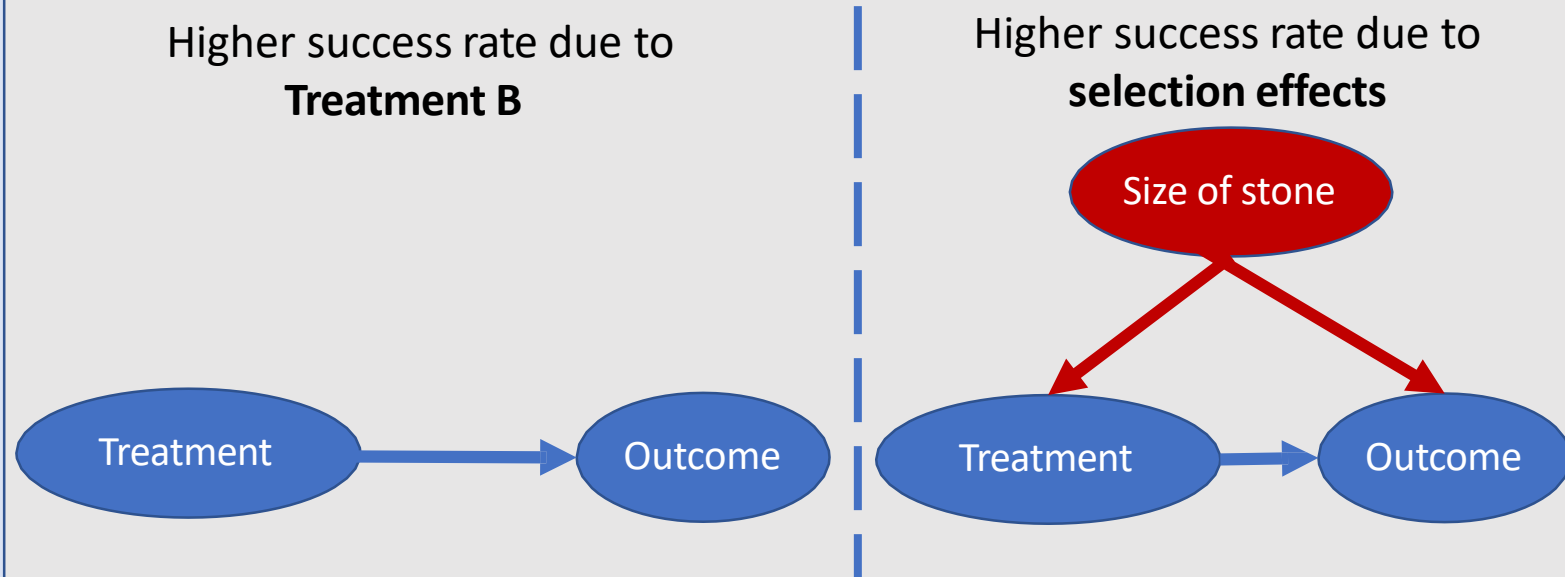 Higher success rate due to
Treatment B
Treatment
Outcome
Higher success rate due to
selection effects
Size of stone
Treatment
Outcome